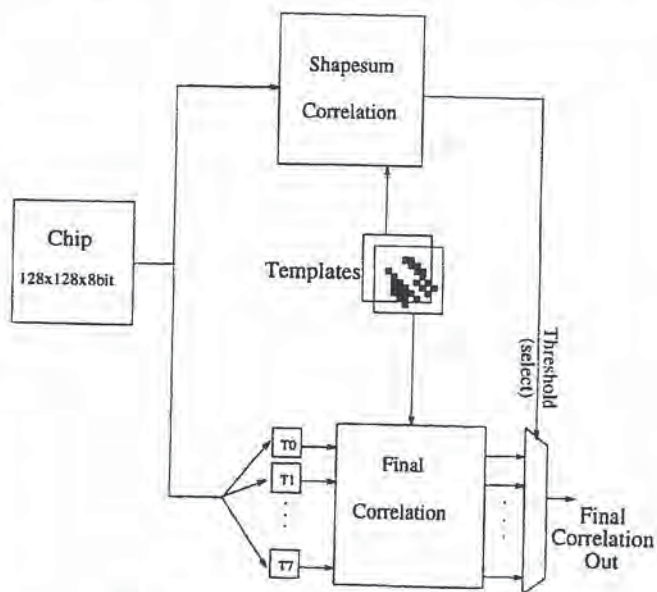 Shapesum
Correlation
Chip
128x128x8bit
Templates
Threshold
(select)
T0
T1
T7
Final
Correlation
Final
Correlation
Out